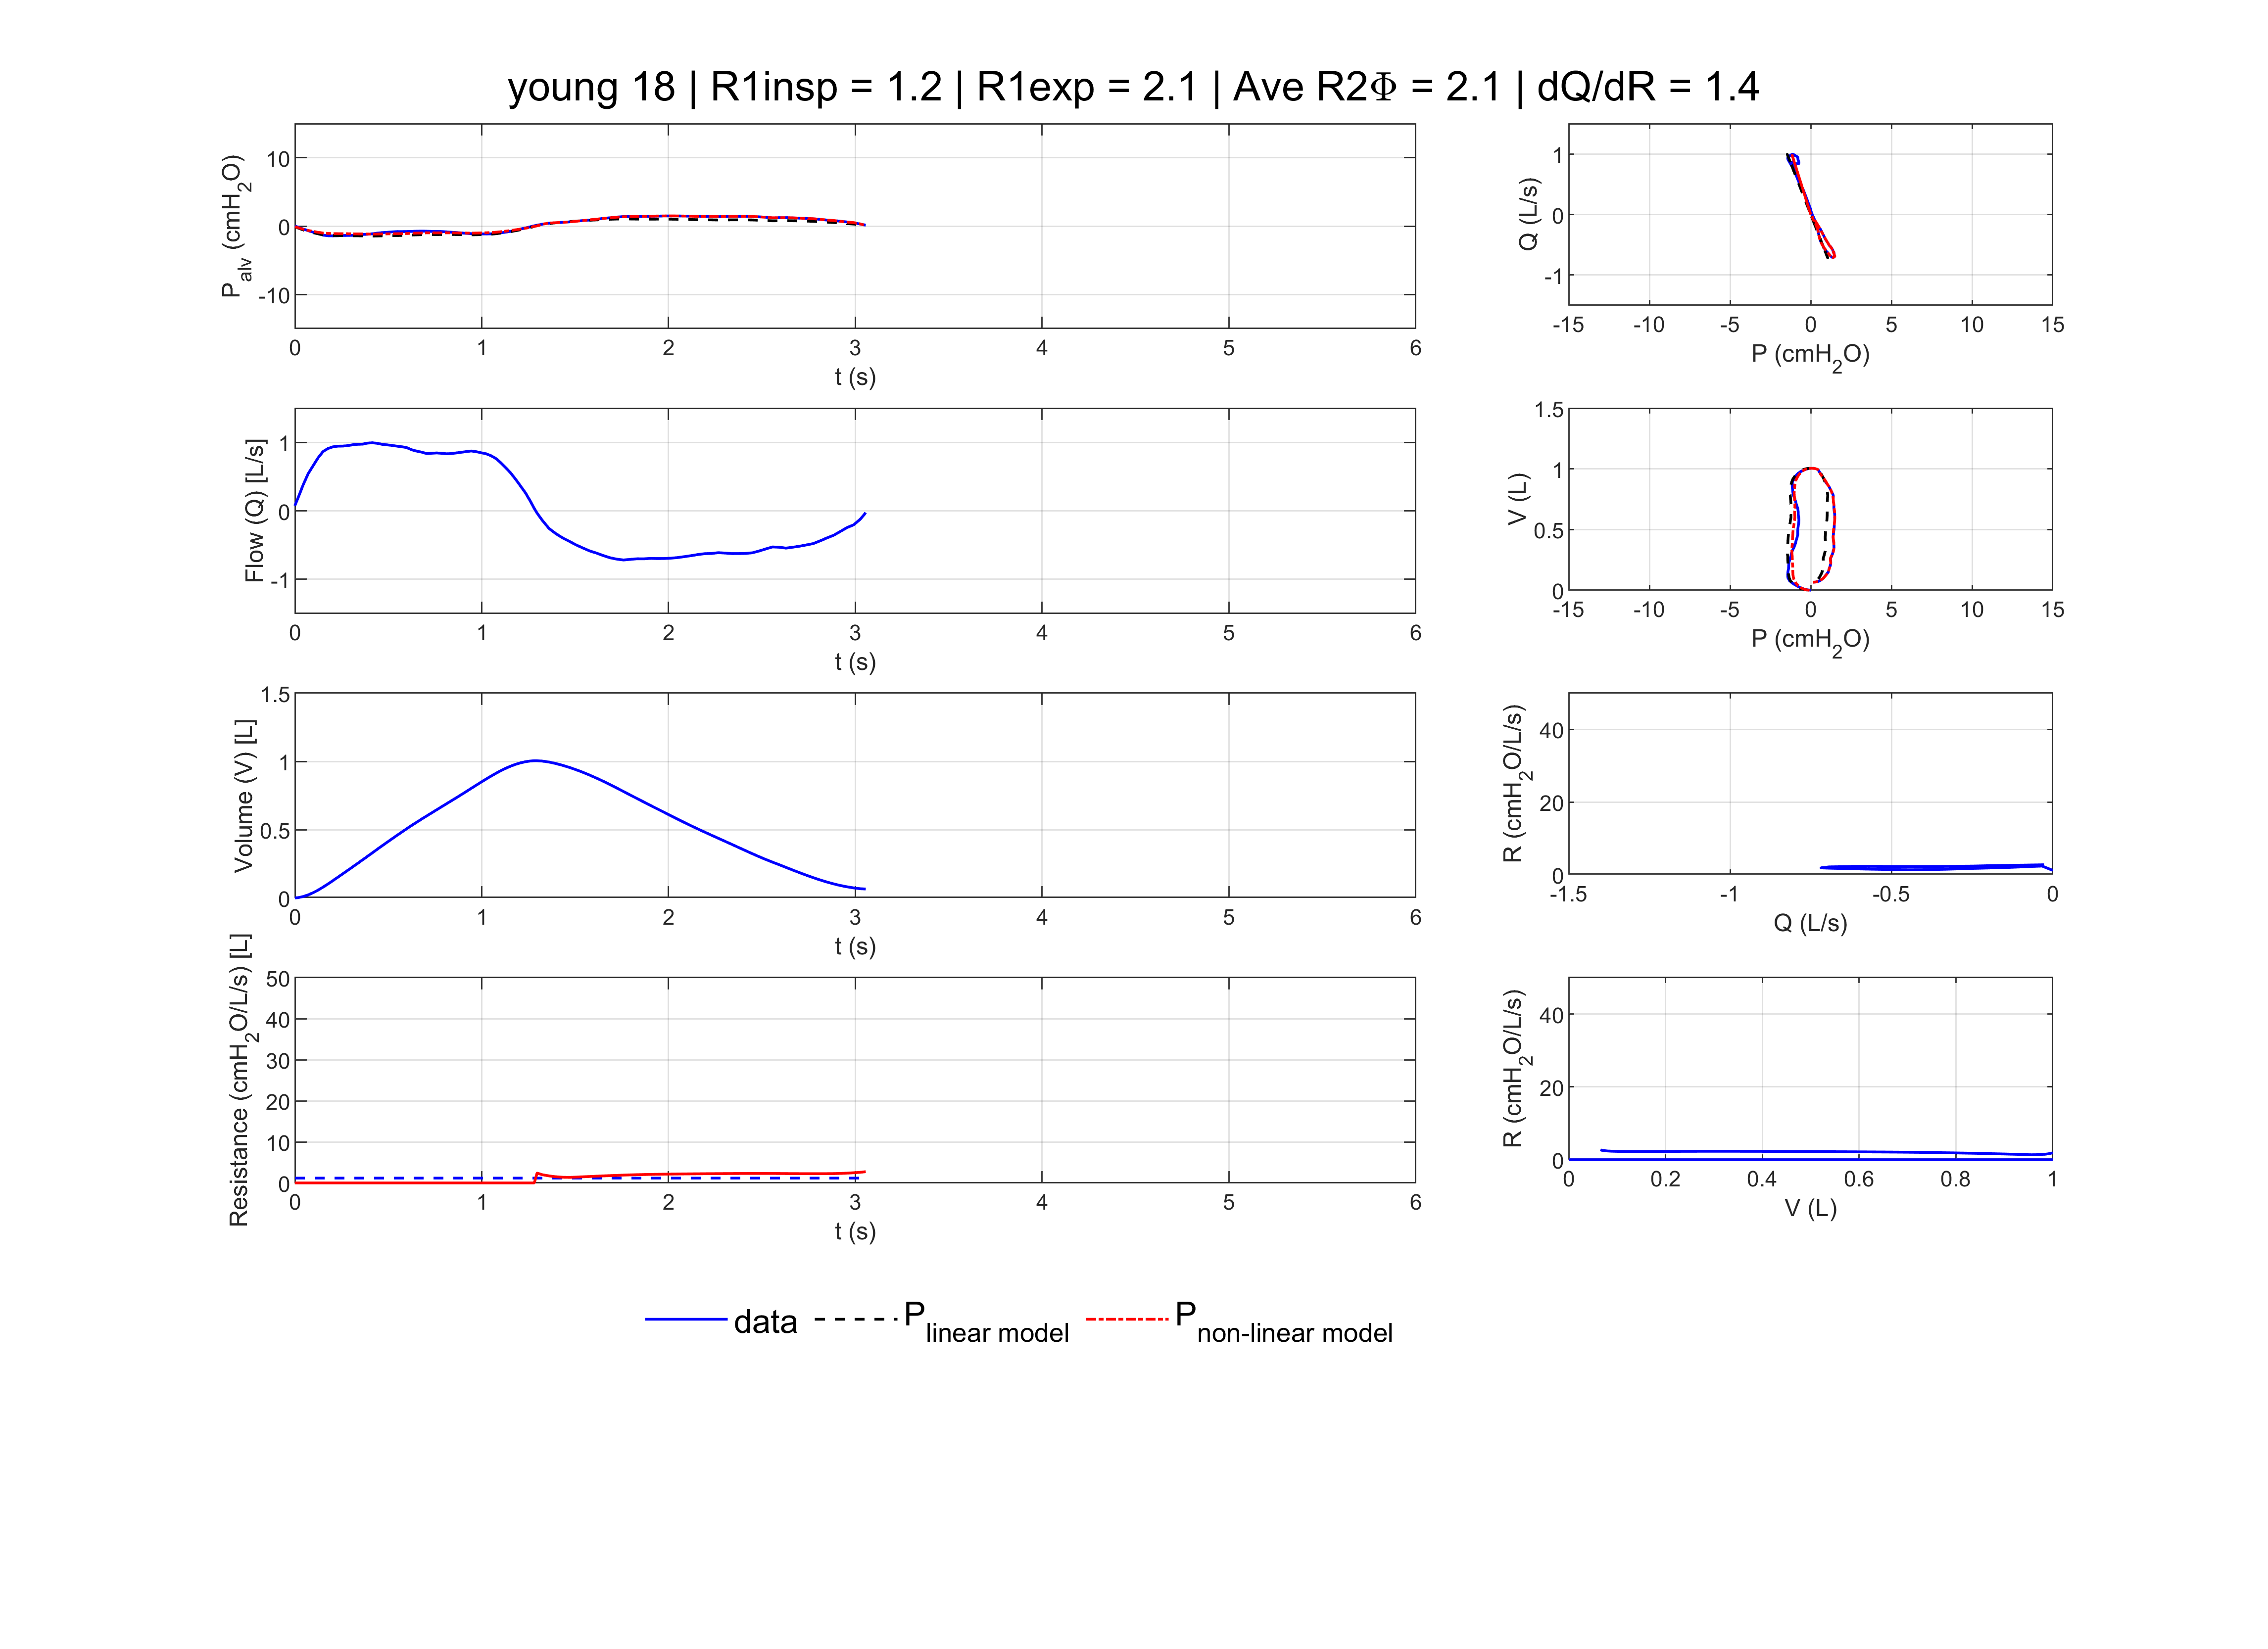 young 18 | R1insp = 1.2 | R1exp = 2.1 | Ave R2Φ = 2.1 | dQ/dR = 1.4
P_alv (cmH2O)
10
0
-10
0 1 2 3 4 5 6
t (s)
Q (L/s)
1
0
-1
-15 -10 -5 0 5 10 15
P (cmH2O)
Flow (Q) [L/s]
1
0
-1
0 1 2 3 4 5 6
t (s)
V (L)
1.5
1
0.5
0
-15 -10 -5 0 5 10 15
P (cmH2O)
Volume (V) [L]
1.5
1
0.5
0
0 1 2 3 4 5 6
t (s)
R (cmH2O/L/s)
40
20
0
-1.5 -1 -0.5 0
Q (L/s)
Resistance (cmH2O/L/s) [L]
50
40
30
20
10
0
0 1 2 3 4 5 6
t (s)
R (cmH2O/L/s)
40
20
0
0 0.2 0.4 0.6 0.8 1
V (L)
data P_linear model P_non-linear model